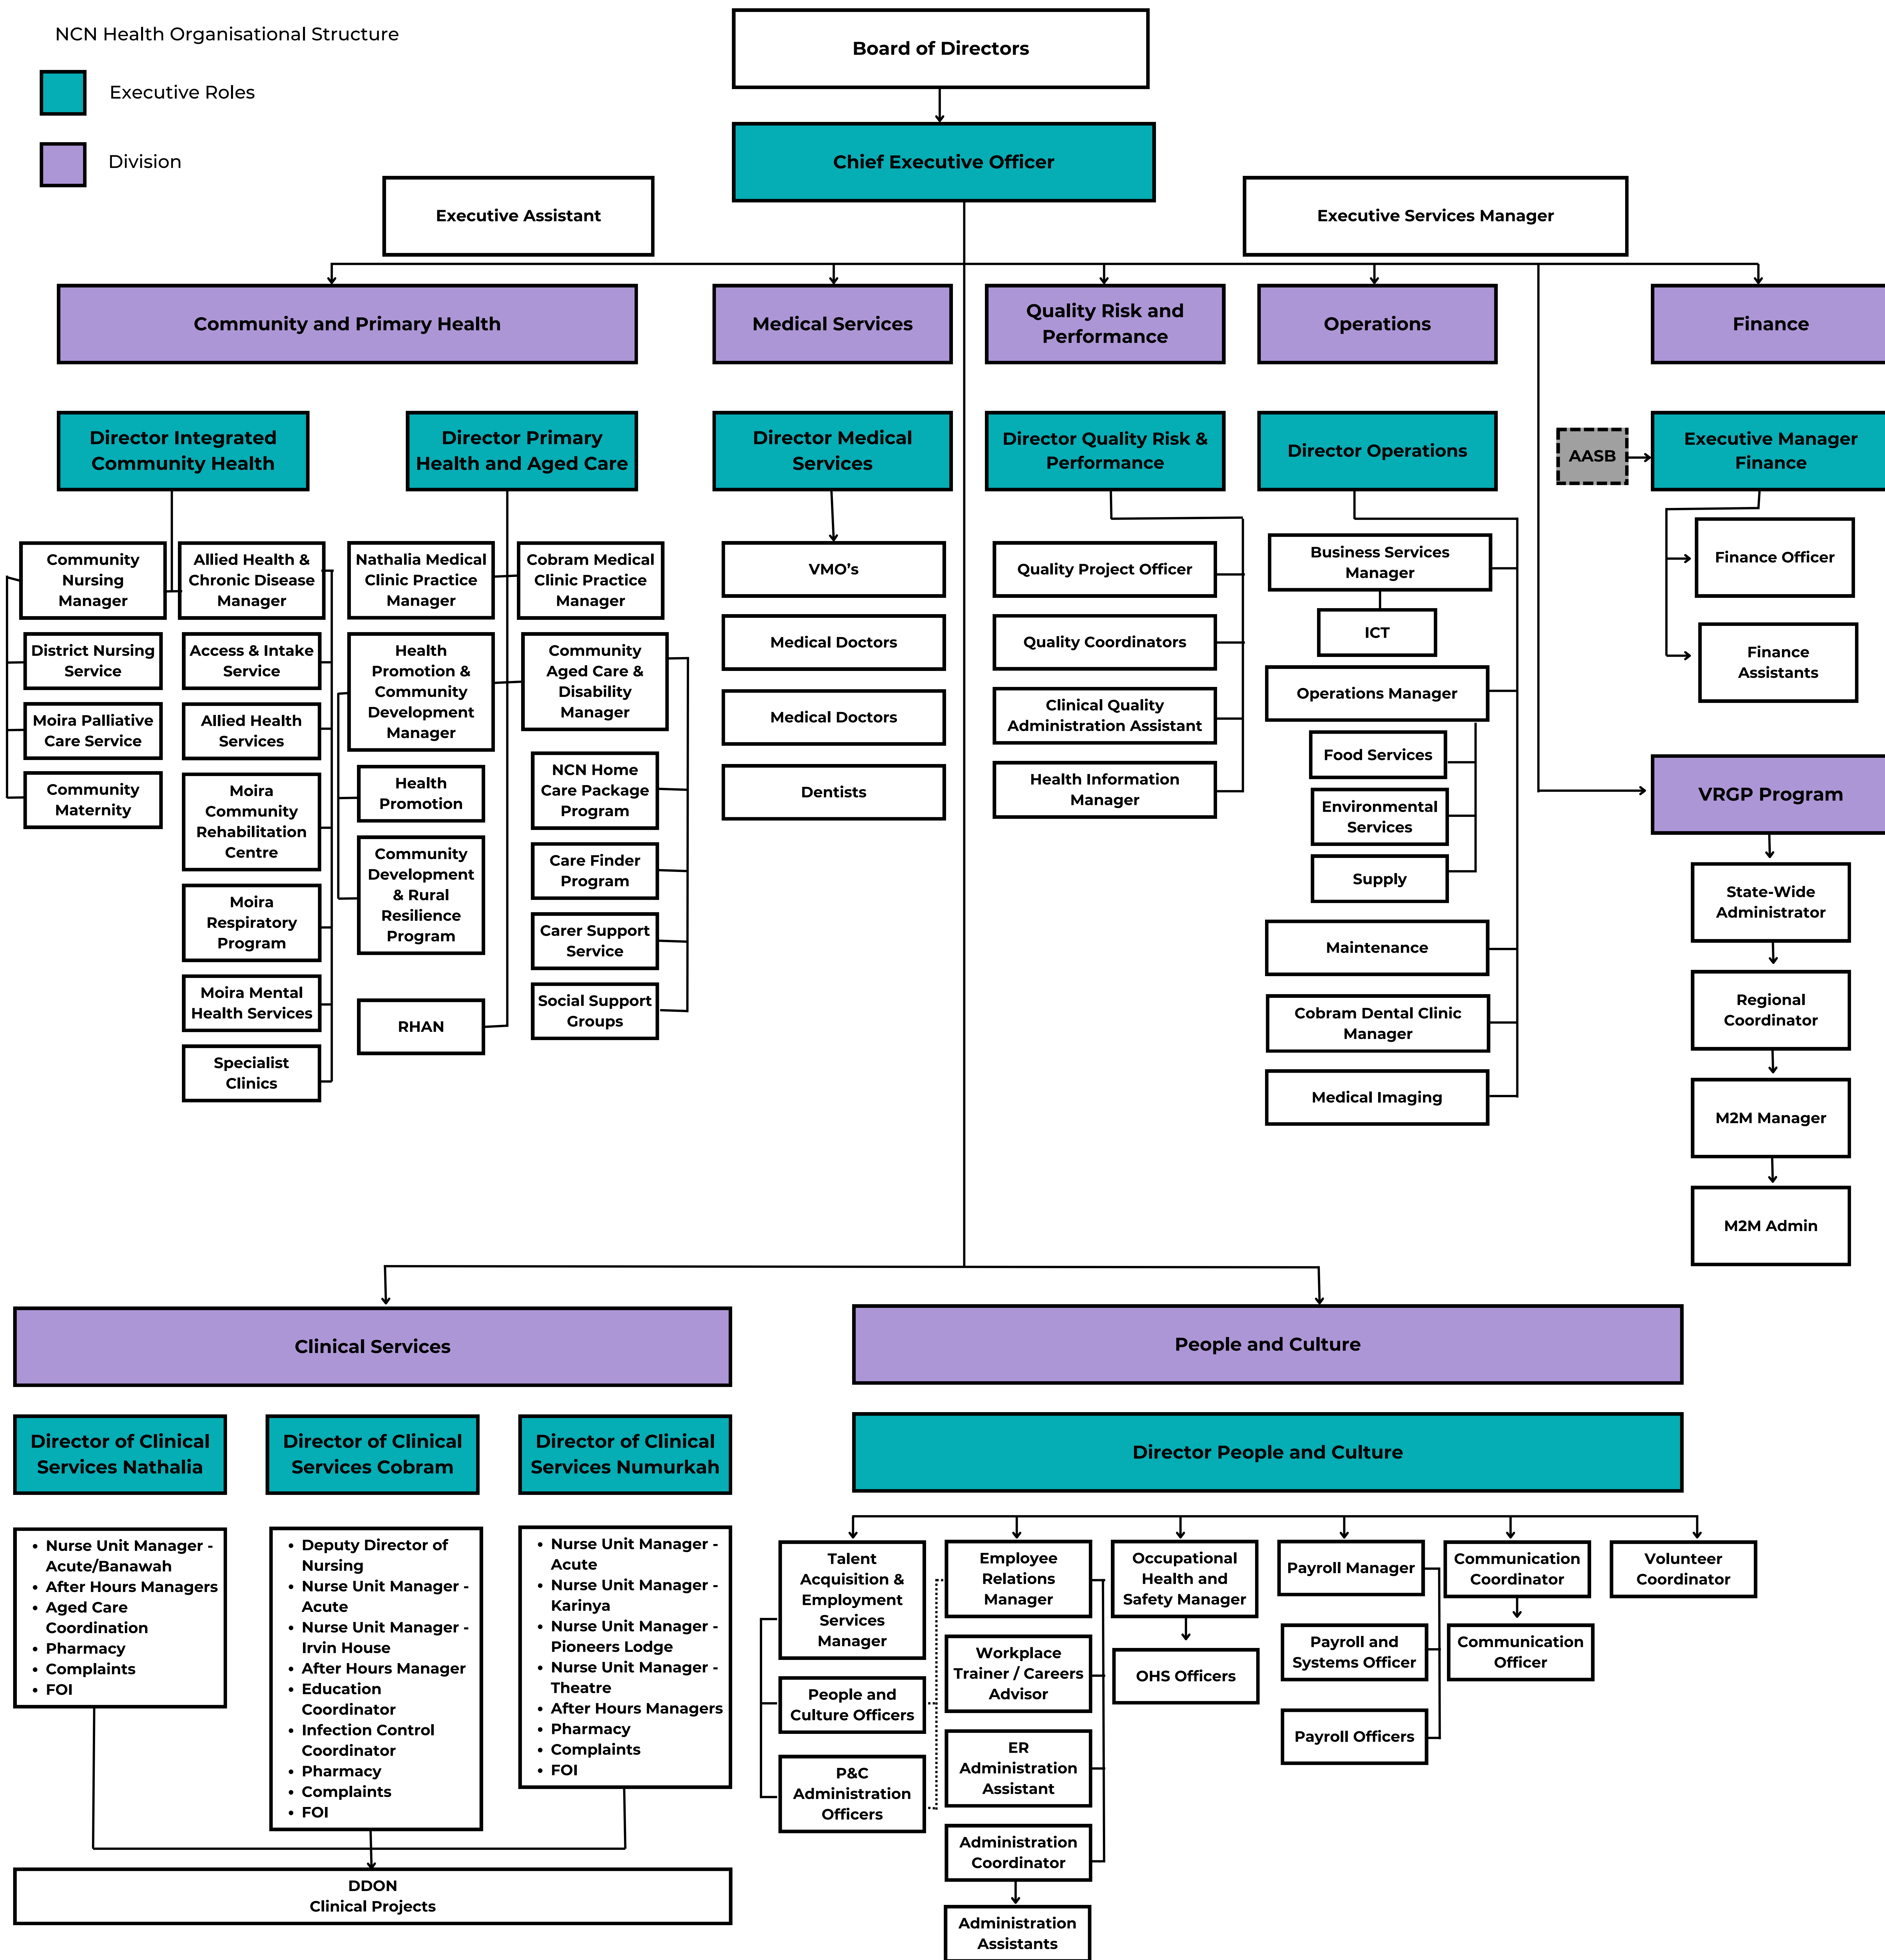 NCN Health Organisational Structure
Executive Roles
Division
Board of Directors
Chief Executive Officer
Executive Assistant
Executive Services Manager
Community and Primary Health
Medical Services
Quality Risk and
Performance
Operations
Finance
Director Integrated
Community Health
Director Primary
Health and Aged Care
Director Medical
Services
Director Quality Risk &
Performance
Director Operations
AASB
Executive Manager
Finance
Community
Nursing
Manager
District Nursing
Service
Moira Palliative
Care Service
Community
Maternity
Allied Health &
Chronic Disease
Manager
Access & Intake
Service
Allied Health
Services
Moira
Community
Rehabilitation
Centre
Moira
Respiratory
Program
Moira Mental
Health Services
Specialist
Clinics
Nathalia Medical
Clinic Practice
Manager
Health
Promotion &
Community
Development
Manager
Health
Promotion
Community
Development
& Rural
Resilience
Program
RHAN
Cobram Medical
Clinic Practice
Manager
Community
Aged Care &
Disability
Manager
NCN Home
Care Package
Program
Care Finder
Program
Carer Support
Service
Social Support
Groups
VMO's
Medical Doctors
Medical Doctors
Dentists
Quality Project Officer
Quality Coordinators
Clinical Quality
Administration Assistant
Health Information
Manager
Business Services
Manager
ICT
Operations Manager
Food Services
Environmental
Services
Supply
Maintenance
Cobram Dental Clinic
Manager
Medical Imaging
Finance Officer
Finance
Assistants
VRGP Program
State-Wide
Administrator
Regional
Coordinator
M2M Manager
M2M Admin
Clinical Services
People and Culture
Director of Clinical
Services Nathalia
Director of Clinical
Services Cobram
Director of Clinical
Services Numurkah
Director People and Culture
• Nurse Unit Manager -
Acute/Banawah
• After Hours Managers
• Aged Care
Coordination
• Pharmacy
• Complaints
• FOI
• Deputy Director of
Nursing
• Nurse Unit Manager -
Acute
• Nurse Unit Manager -
Irvin House
• After Hours Manager
• Education
Coordinator
• Infection Control
Coordinator
• Pharmacy
• Complaints
• FOI
• Nurse Unit Manager -
Acute
• Nurse Unit Manager -
Karinya
• Nurse Unit Manager -
Pioneers Lodge
• Nurse Unit Manager -
Theatre
• After Hours Managers
• Pharmacy
• Complaints
• FOI
DDON
Clinical Projects
Talent
Acquisition &
Employment
Services
Manager
People and
Culture Officers
P&C
Administration
Officers
Employee
Relations
Manager
Workplace
Trainer / Careers
Advisor
ER
Administration
Assistant
Administration
Coordinator
Administration
Assistants
Occupational
Health and
Safety Manager
OHS Officers
Payroll Manager
Payroll and
Systems Officer
Payroll Officers
Communication
Coordinator
Communication
Officer
Volunteer
Coordinator